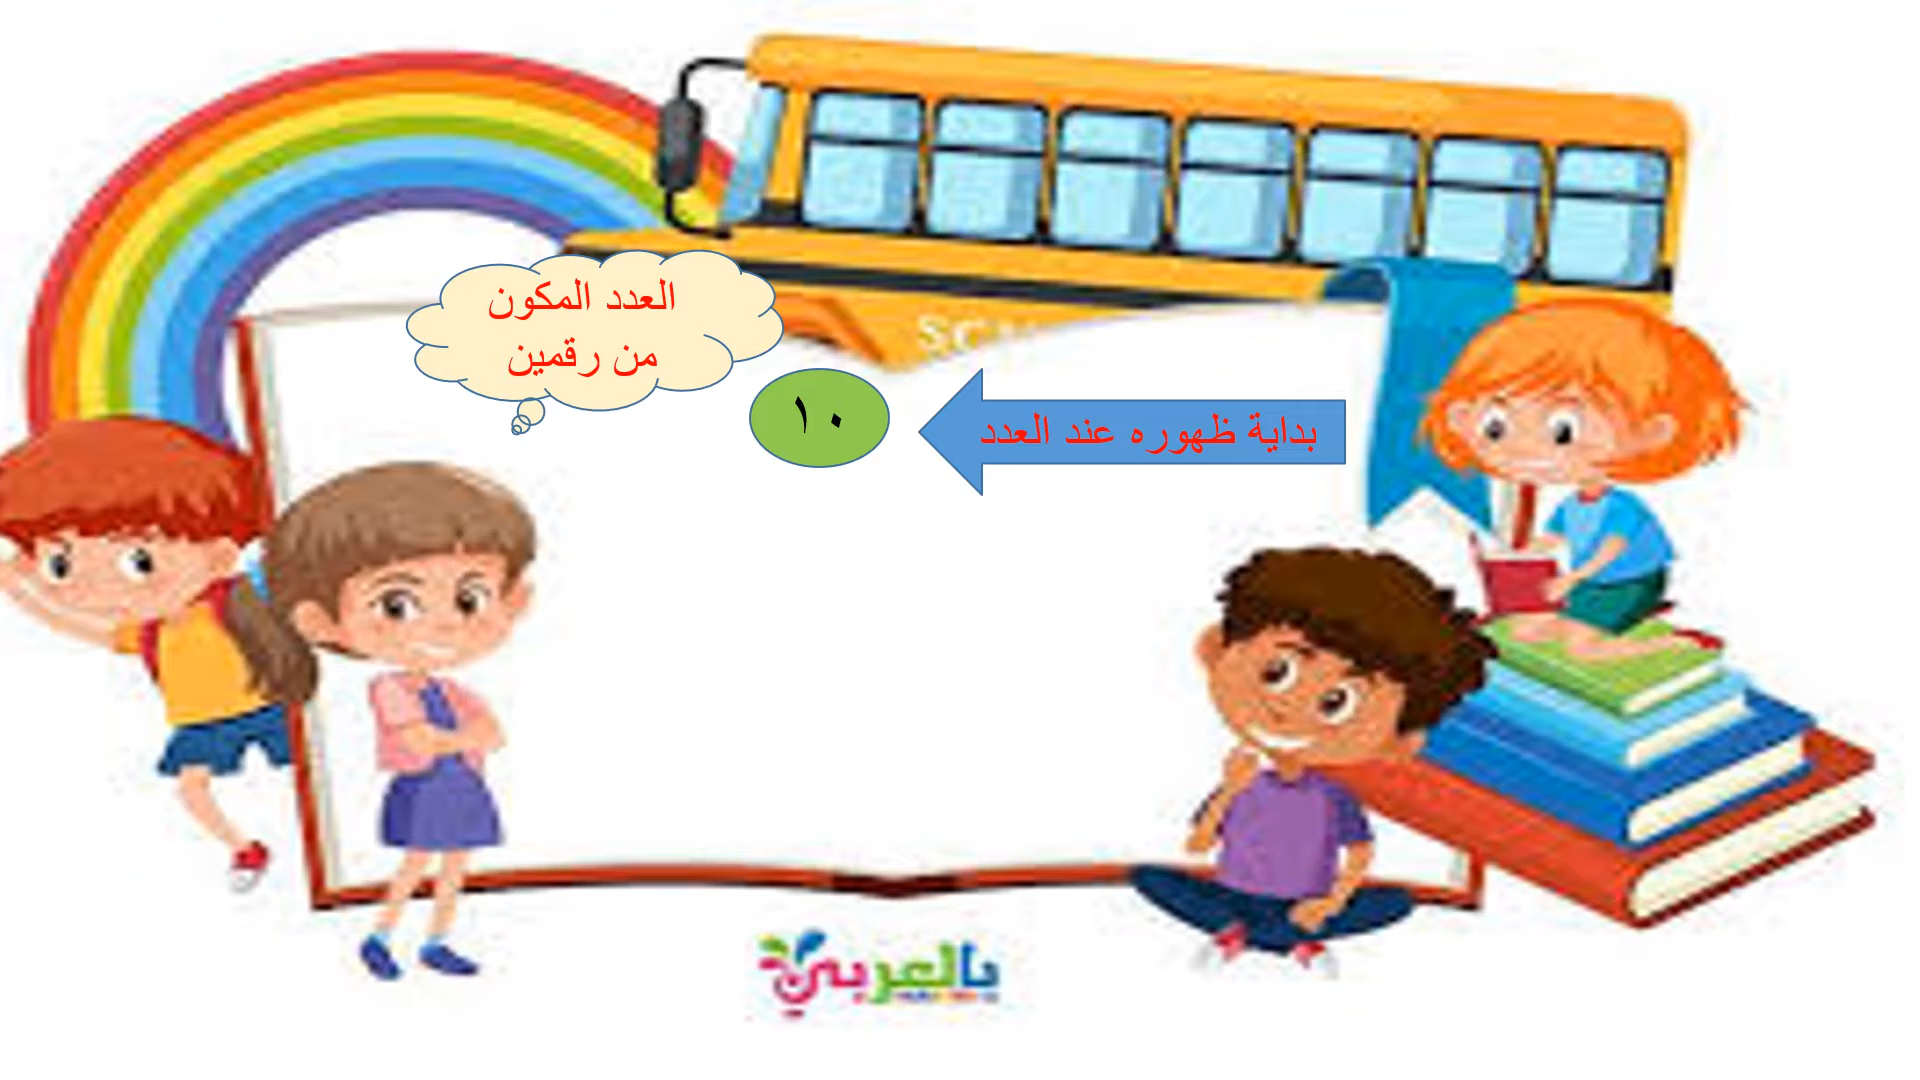 العدد المكون
من رقمين
بداية ظهوره عند العدد
١٠
بالعربي